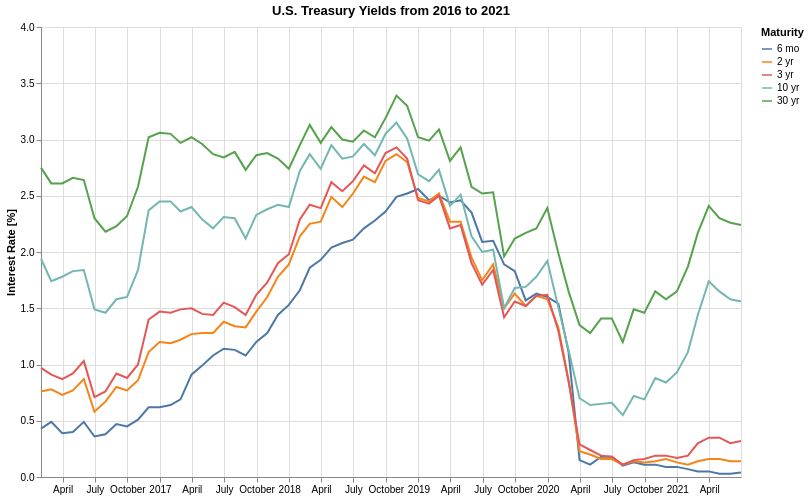 U.S. Treasury Yields from 2016 to 2021
Maturity
6 mo
2 yr
3 yr
10 yr
30 yr
Interest Rate [%]
4.0
3.5
3.0
2.5
2.0
1.5
1.0
0.5
0.0
April July October 2017 April July October 2018 April July October 2019 April July October 2020 April July October 2021 April